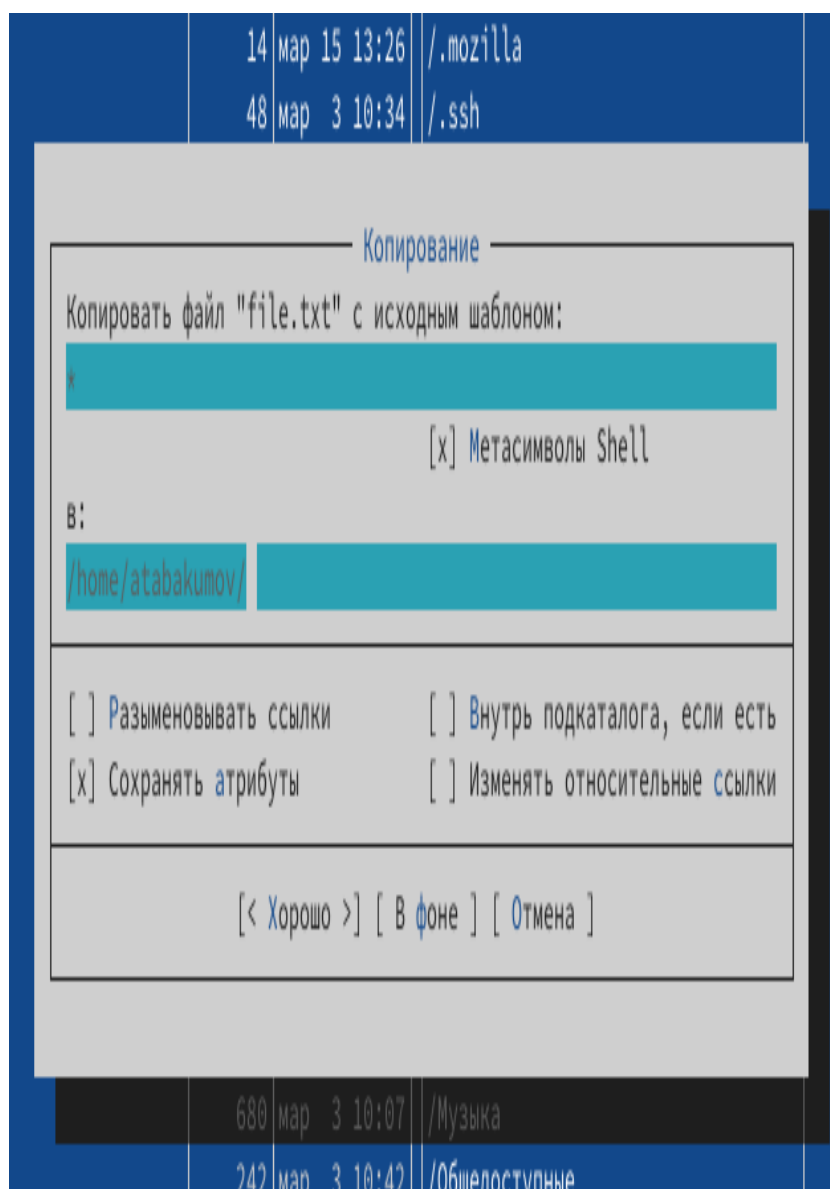 14 мар 15 13:26 /.mozilla
48 мар 3 10:34 /.ssh
Копирование
Копировать файл "file.txt" с исходным шаблоном:
*
[x] Метасимволы Shell
в:
/home/atabakumov/
[ ] Разыменовывать ссылки [ ] Внутрь подкаталога, если есть
[x] Сохранять атрибуты [ ] Изменять относительные ссылки
[< Хорошо >] [ В фоне ] [ Отмена ]
680 мар 3 10:07 /Музыка
242 мар 3 10:42 /Общедоступные